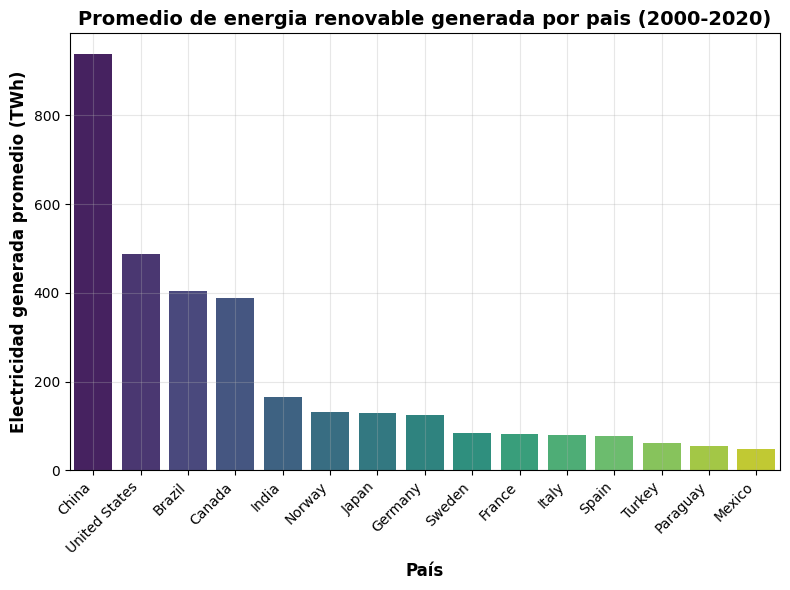 Promedio de energia renovable generada por pais (2000-2020)
Electricidad generada promedio (TWh)
800
600
400
200
0
China
United States
Brazil
Canada
India
Norway
Japan
Germany
Sweden
France
Italy
Spain
Turkey
Paraguay
Mexico
País